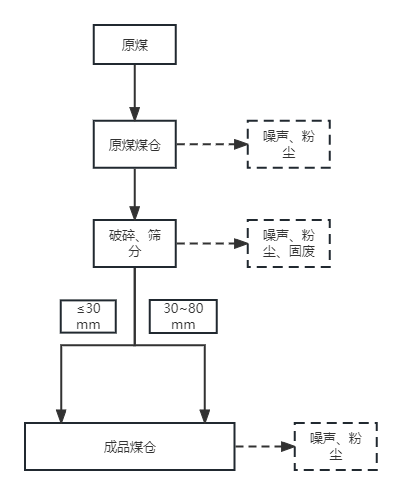 原煤
原煤煤仓
噪声、粉
尘
破碎、筛
分
噪声、粉
尘、固废
≤30
mm
30~80
mm
成品煤仓
噪声、粉
尘